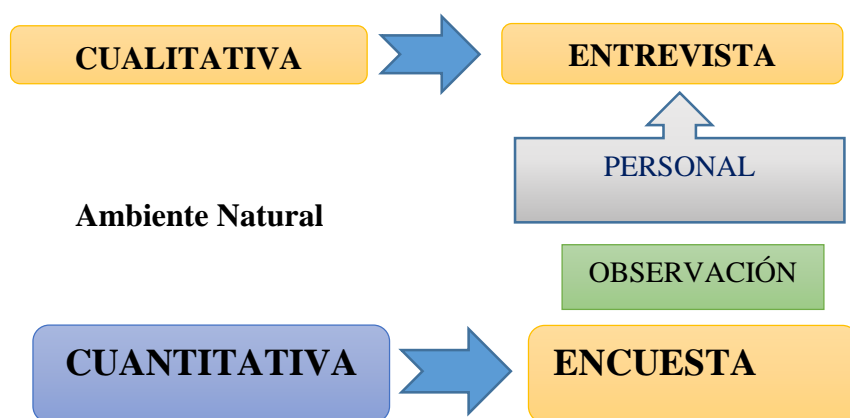 CUALITATIVA
ENTREVISTA
PERSONAL
Ambiente Natural
OBSERVACIÓN
CUANTITATIVA
ENCUESTA